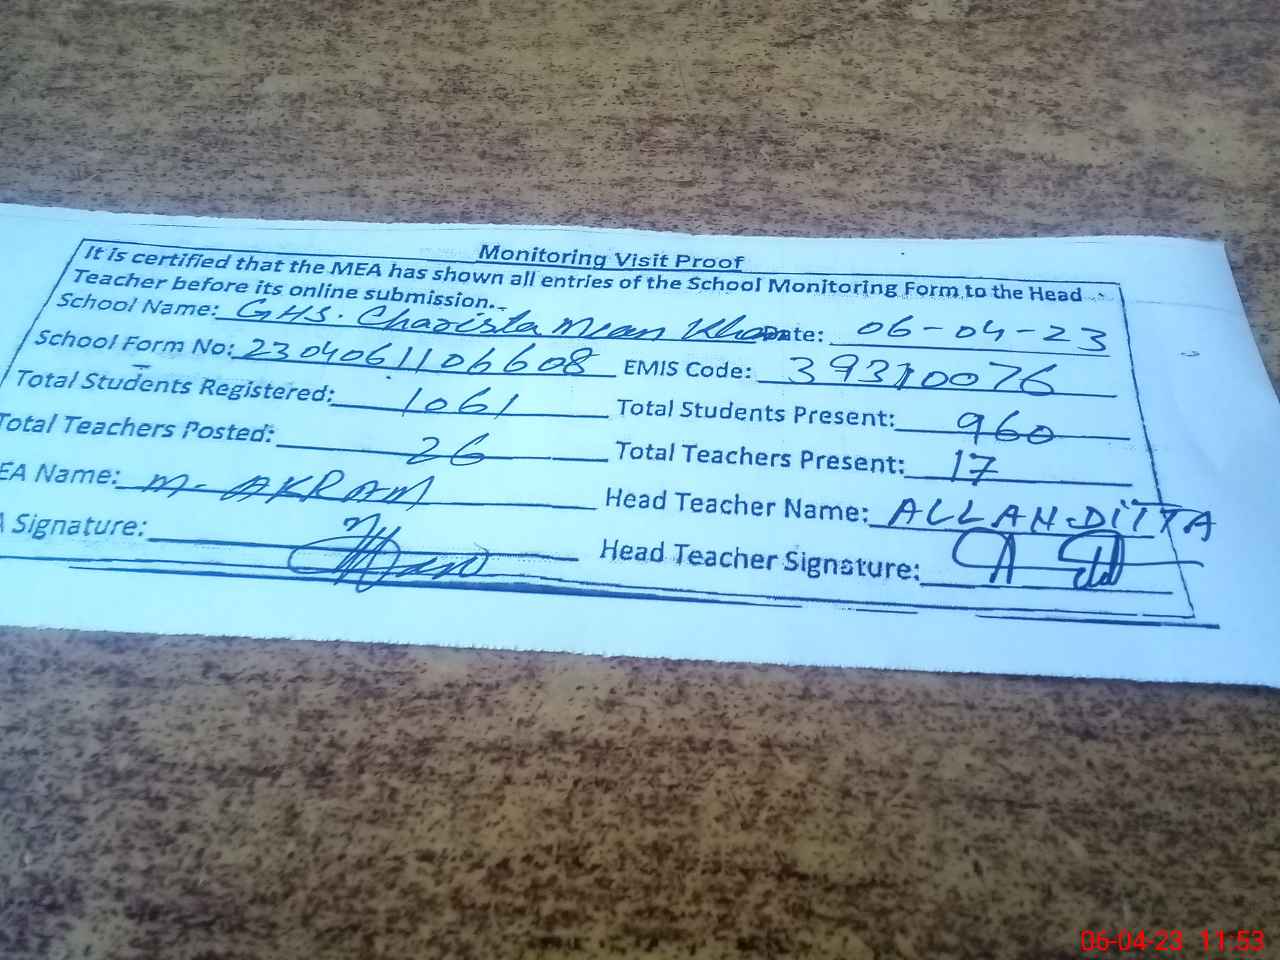 Monitoring Visit Proof
It is certified that the MEA has shown all entries of the School Monitoring Form to the Head
Teacher before its online submission.
School Name: GHS. Charista Mean Khan Date: 06-04-23
School Form No: 2304061106608 EMIS Code: 39310076
Total Students Registered: 1061 Total Students Present: 960
Total Teachers Posted: 26 Total Teachers Present: 17
EA Name: M. AKRAM Head Teacher Name: ALLAH DITTA
Signature: Head Teacher Signature:
06-04-23 11:53